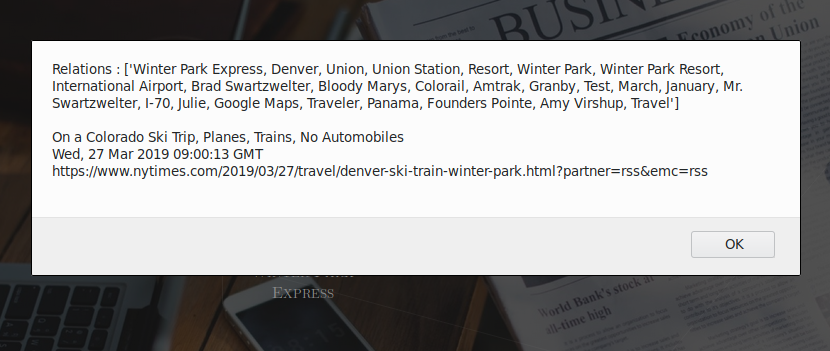 BUSINESS
Economy of the
Union
Relations : ['Winter Park Express, Denver, Union, Union Station, Resort, Winter Park, Winter Park Resort,
International Airport, Brad Swartzwelter, Bloody Marys, Colorail, Amtrak, Granby, Test, March, January, Mr.
Swartzwelter, I-70, Julie, Google Maps, Traveler, Panama, Founders Pointe, Amy Virshup, Travel']
On a Colorado Ski Trip, Planes, Trains, No Automobiles
Wed, 27 Mar 2019 09:00:13 GMT
https://www.nytimes.com/2019/03/27/travel/denver-ski-train-winter-park.html?partner=rss&emc=rss
OK
Express
World Bank's stock at
all-time high